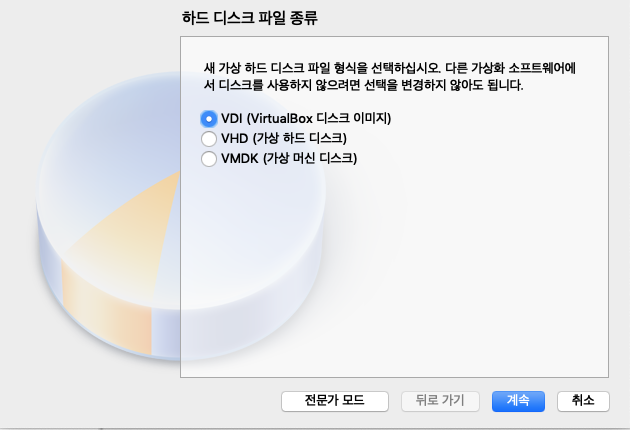 하드 디스크 파일 종류
새 가상 하드 디스크 파일 형식을 선택하십시오. 다른 가상화 소프트웨어에
서 디스크를 사용하지 않으려면 선택을 변경하지 않아도 됩니다.
VDI (VirtualBox 디스크 이미지)
VHD (가상 하드 디스크)
VMDK (가상 머신 디스크)
전문가 모드
뒤로 가기
계속
취소